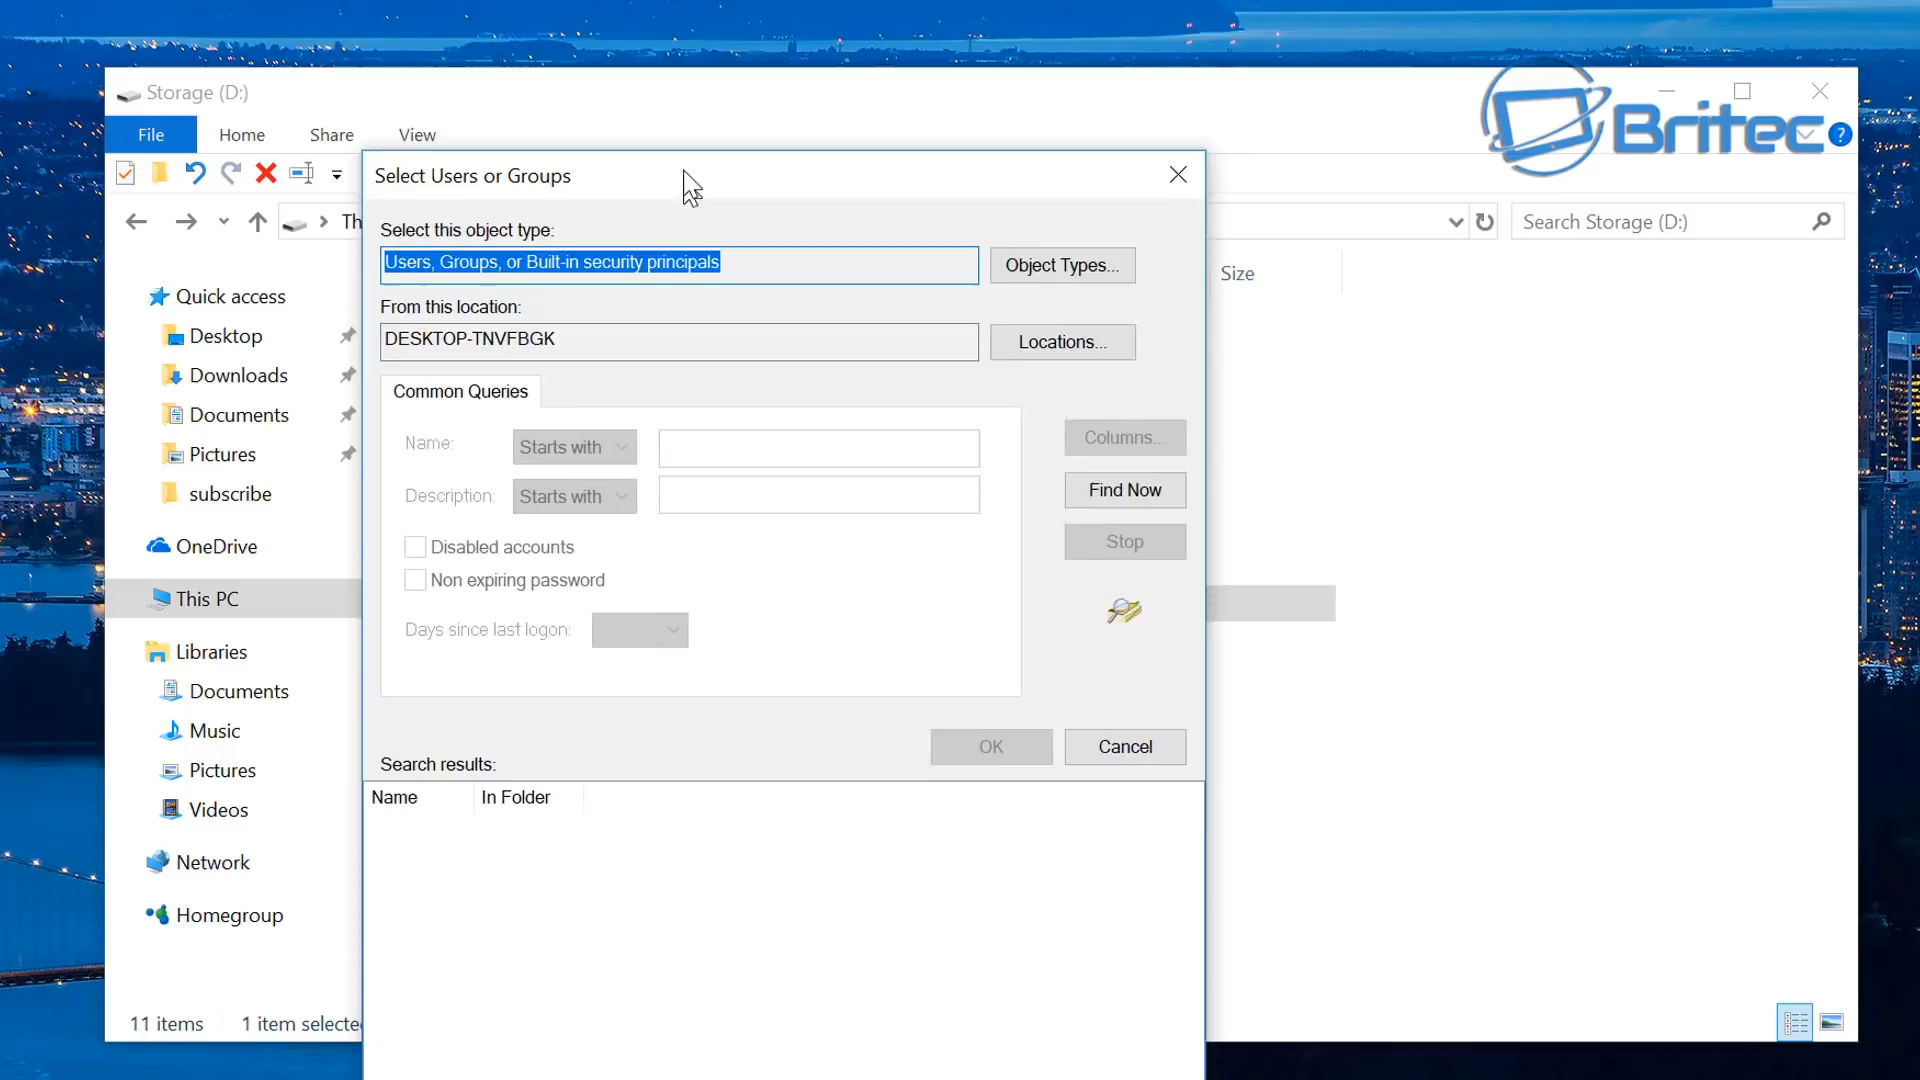 Storage (D:)
Britec
File
Home
Share
View
?
Select Users or Groups
Th
Search Storage (D:)
Select this object type:
Users, Groups, or Built-in security principals
Object Types...
Size
From this location:
DESKTOP-TNVFBGK
Locations...
Quick access
Desktop
Downloads
Documents
Pictures
subscribe
OneDrive
This PC
Libraries
Documents
Music
Pictures
Videos
Network
Homegroup
Common Queries
Name:
Starts with
Columns...
Description:
Starts with
Find Now
Disabled accounts
Stop
Non expiring password
Days since last logon:
OK
Cancel
Search results:
Name
In Folder
11 items
1 item selected